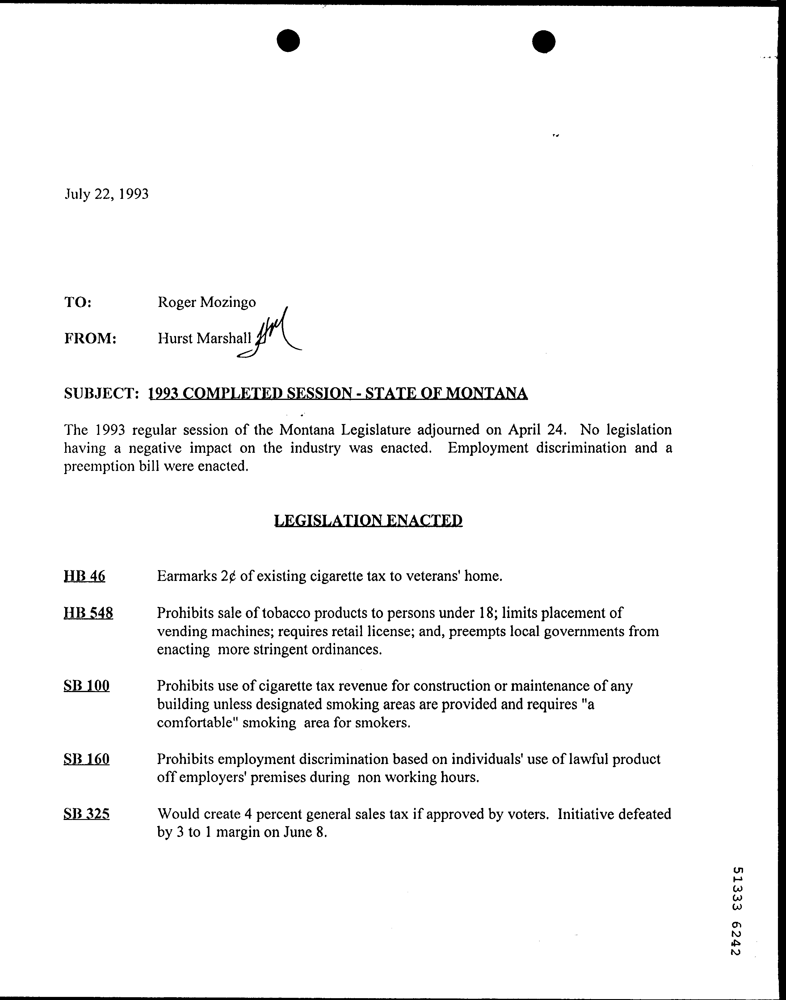 July 22, 1993
TO: Roger Mozingo
FROM: Hurst Marshall
SUBJECT: 1993 COMPLETED SESSION - STATE OF MONTANA
The 1993 regular session of the Montana Legislature adjourned on April 24. No legislation
having a negative impact on the industry was enacted. Employment discrimination and a
preemption bill were enacted.
LEGISLATION ENACTED
HB 46 Earmarks 2¢ of existing cigarette tax to veterans' home.
HB 548 Prohibits sale of tobacco products to persons under 18; limits placement of
vending machines; requires retail license; and, preempts local governments from
enacting more stringent ordinances.
SB 100 Prohibits use of cigarette tax revenue for construction or maintenance of any
building unless designated smoking areas are provided and requires "a
comfortable" smoking area for smokers.
SB 160 Prohibits employment discrimination based on individuals' use of lawful product
off employers' premises during non working hours.
SB 325 Would create 4 percent general sales tax if approved by voters. Initiative defeated
by 3 to 1 margin on June 8.
51333 6242